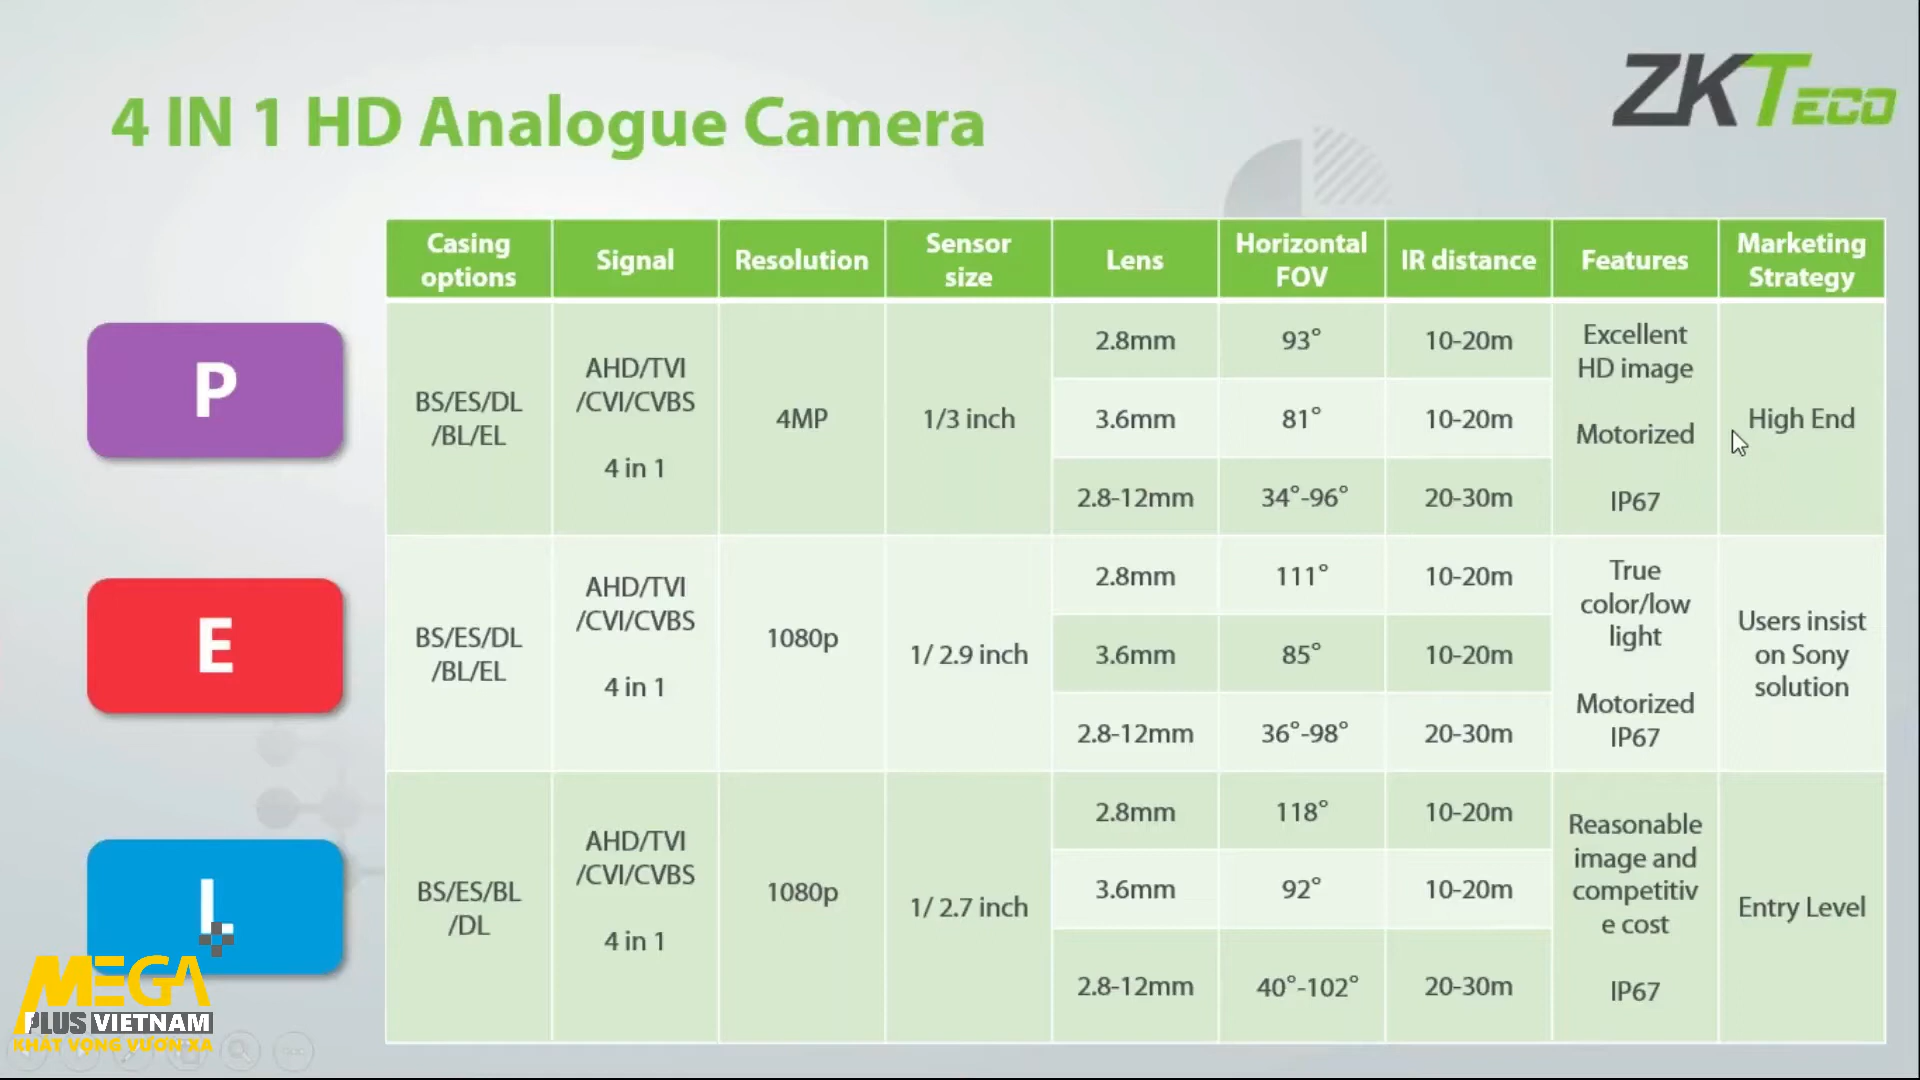 4 IN 1 HD Analogue Camera
ZKTECO
Casing
options
Signal
Resolution
Sensor
size
Lens
Horizontal
FOV
IR distance
Features
Marketing
Strategy
P
BS/ES/DL
/BL/EL
AHD/TVI
/CVI/CVBS
4 in 1
4MP
1/3 inch
2.8mm
93°
10-20m
3.6mm
81°
10-20m
2.8-12mm
34°-96°
20-30m
Excellent
HD image
Motorized
IP67
High End
E
BS/ES/DL
/BL/EL
AHD/TVI
/CVI/CVBS
4 in 1
1080p
1/ 2.9 inch
2.8mm
111°
10-20m
3.6mm
85°
10-20m
2.8-12mm
36°-98°
20-30m
True
color/low
light
Motorized
IP67
Users insist
on Sony
solution
L
BS/ES/BL
/DL
AHD/TVI
/CVI/CVBS
4 in 1
1080p
1/ 2.7 inch
2.8mm
118°
10-20m
3.6mm
92°
10-20m
2.8-12mm
40°-102°
20-30m
Reasonable
image and
competitiv
e cost
IP67
Entry Level
MEGA
PLUS VIETNAM
KHÁT VỌNG VƯƠN XA